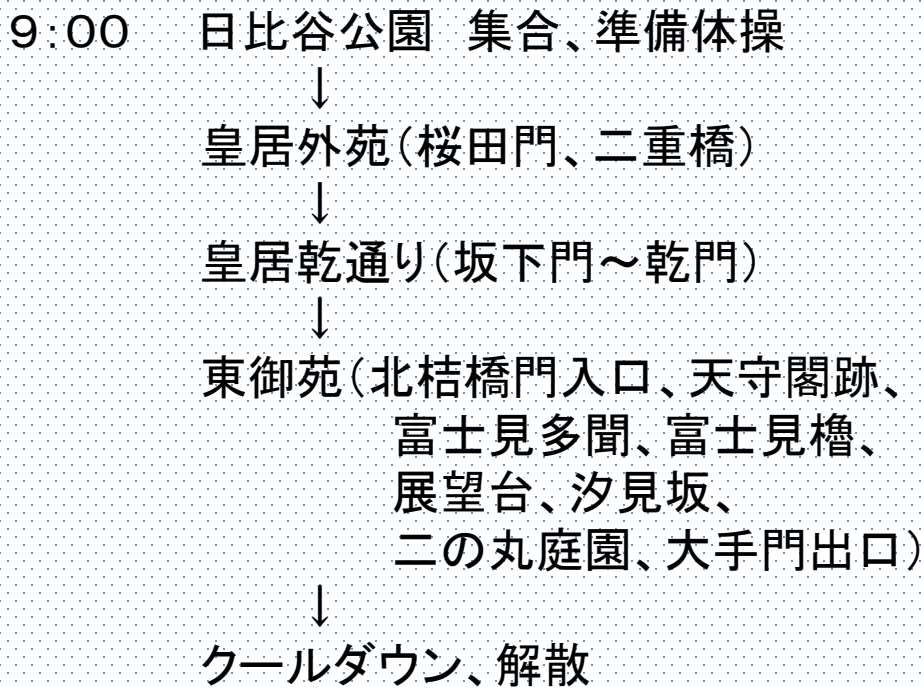 9:00　日比谷公園　集合、準備体操
↓
皇居外苑（桜田門、二重橋）
↓
皇居乾通り（坂下門～乾門）
↓
東御苑（北桔橋門入口、天守閣跡、
富士見多聞、富士見櫓、
展望台、汐見坂、
二の丸庭園、大手門出口）
↓
クールダウン、解散